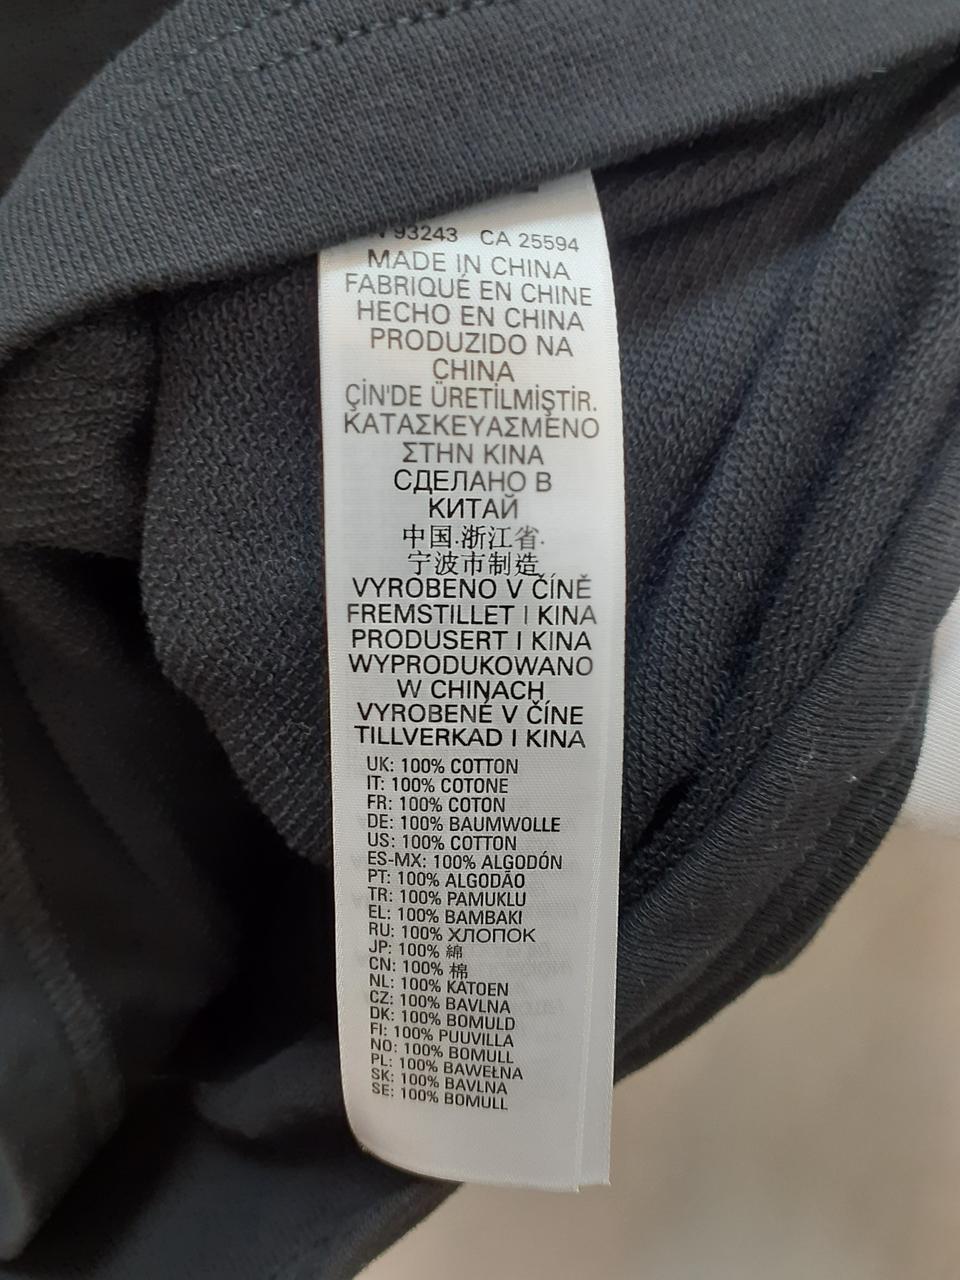 93243 CA 25594
MADE IN CHINA
FABRIQUÉ EN CHINE
HECHO EN CHINA
PRODUZIDO NA
CHINA
ÇİN'DE ÜRETİLMİŞTİR.
ΚΑΤΑΣΚΕΥΑΣΜΕΝΟ
ΣΤΗΝ ΚΙΝΑ
СДЕЛАНО В
КИТАЙ
中国.浙江省.
宁波市制造
VYROBENO V ČÍNĚ
FREMSTILLET I KINA
PRODUSERT I KINA
WYPRODUKOWANO
W CHINACH
VYROBENÉ V ČÍNE
TILLVERKAD I KINA
UK: 100% COTTON
IT: 100% COTONE
FR: 100% COTON
DE: 100% BAUMWOLLE
US: 100% COTTON
ES-MX: 100% ALGODÓN
PT: 100% ALGODÃO
TR: 100% PAMUKLU
EL: 100% ΒΑΜΒΑΚΙ
RU: 100% ХЛОПОК
JP: 100% 綿
CN: 100% 棉
NL: 100% KATOEN
CZ: 100% BAVLNA
DK: 100% BOMULD
FI: 100% PUUVILLA
NO: 100% BOMULL
PL: 100% BAWEŁNA
SK: 100% BAVLNA
SE: 100% BOMULL